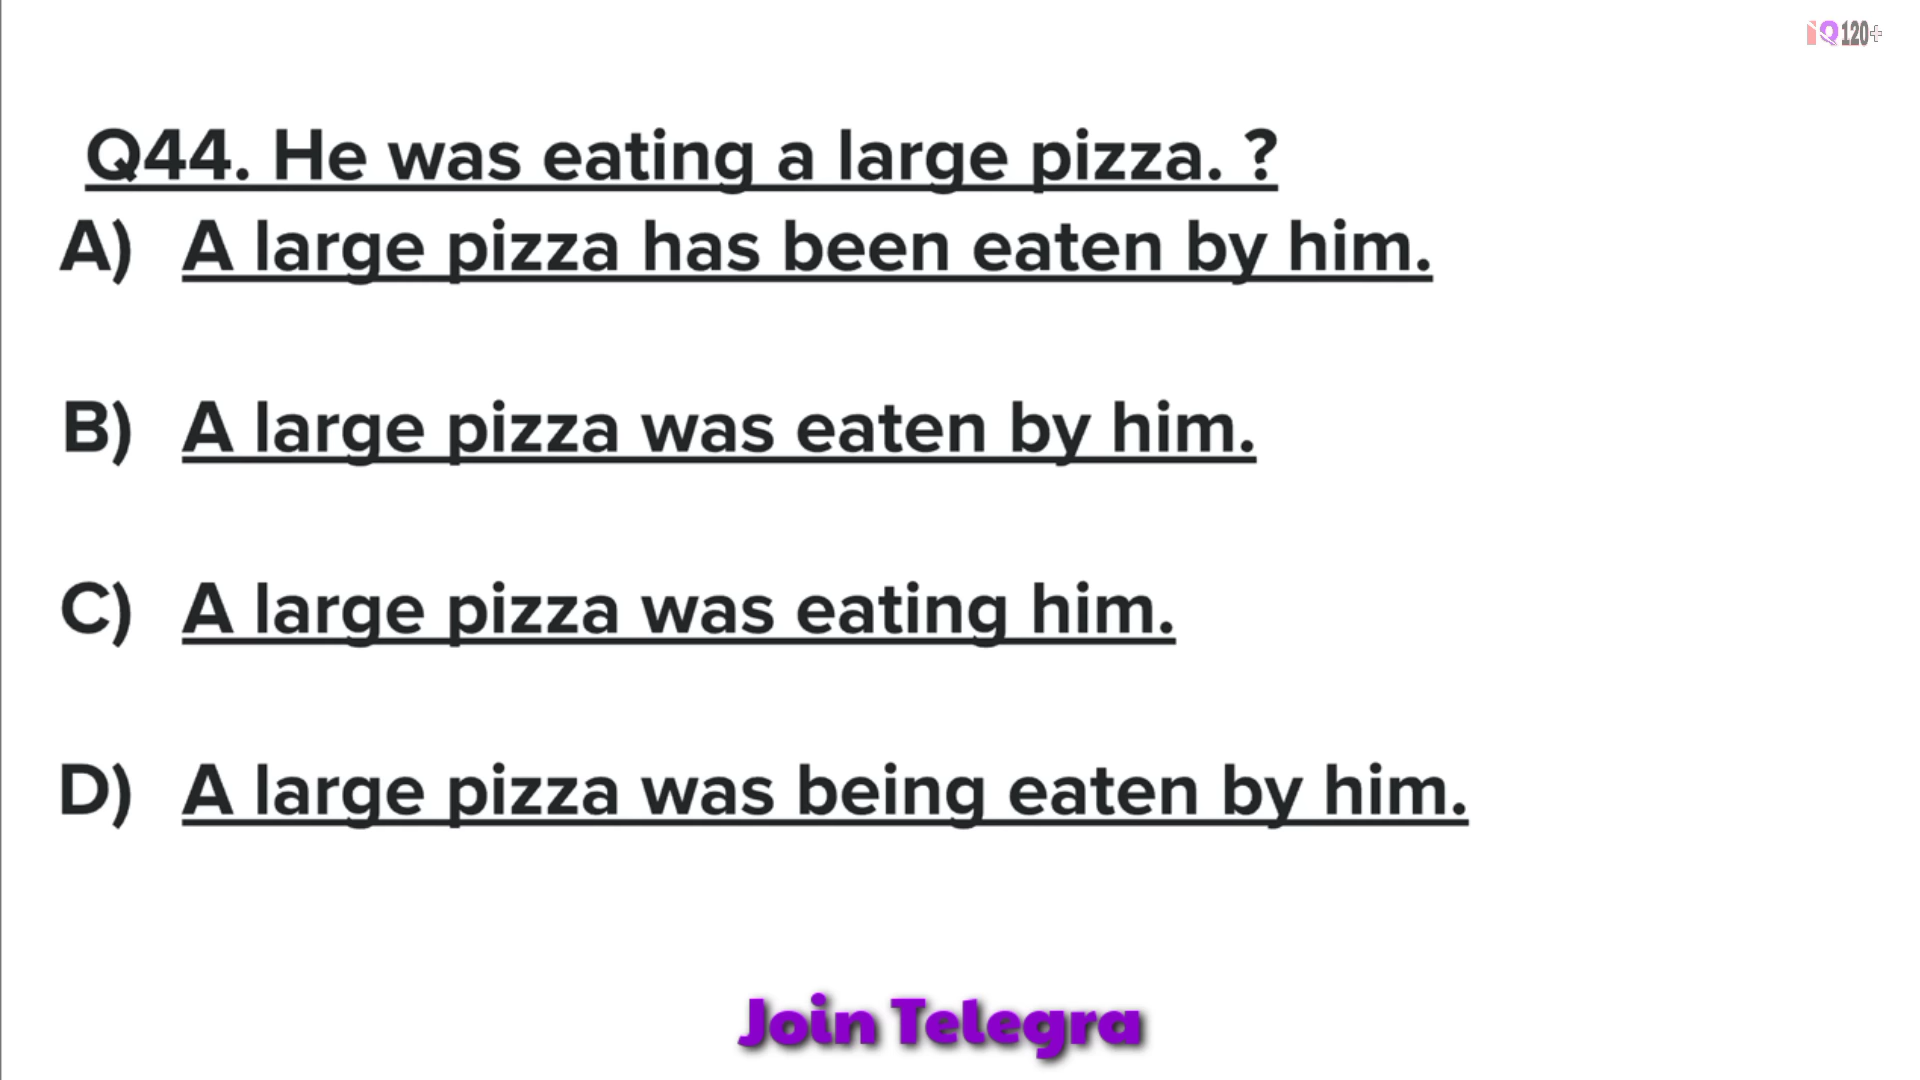 iQ120+
Q44. He was eating a large pizza. ?
A) A large pizza has been eaten by him.
B) A large pizza was eaten by him.
C) A large pizza was eating him.
D) A large pizza was being eaten by him.
Join Telegra